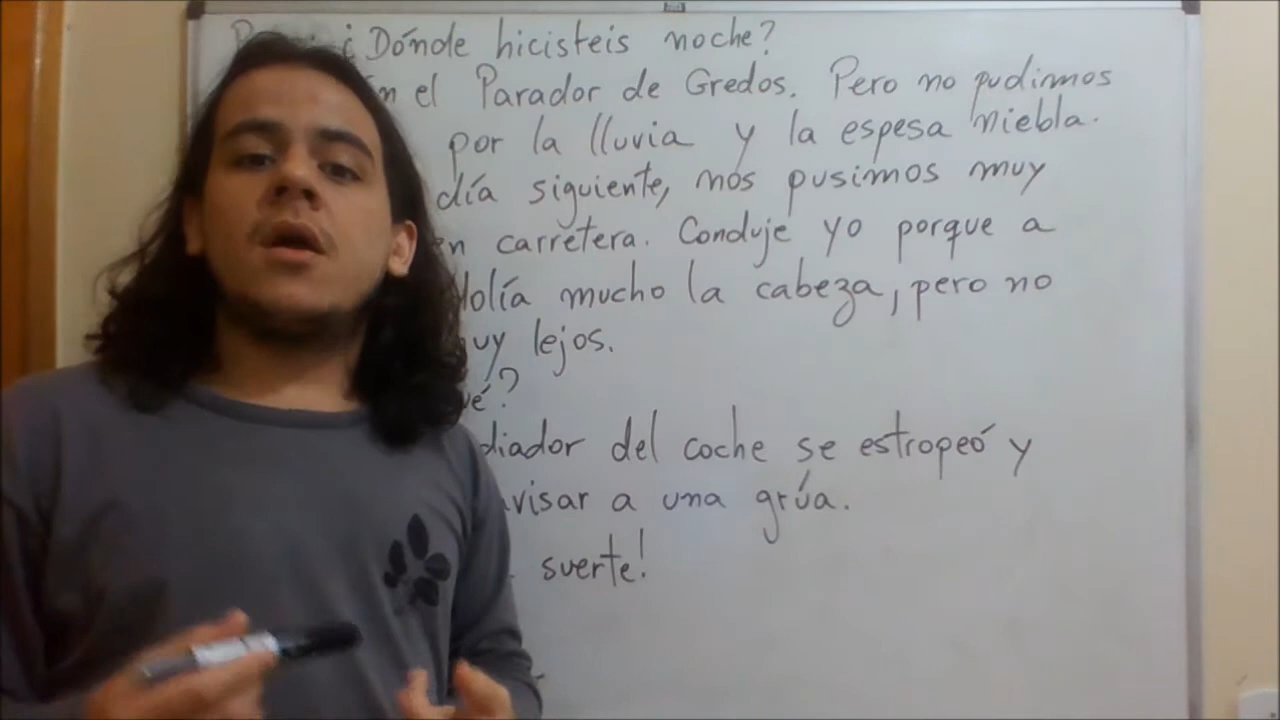 ¿Dónde hicisteis noche?
el Parador de Gredos. Pero no pudimos
por la lluvia y la espesa niebla.
día siguiente, nos pusimos muy
carretera. Conduje yo porque a
dolía mucho la cabeza, pero no
lejos.
del coche se estropeó y
avisar a una grúa.
suerte!